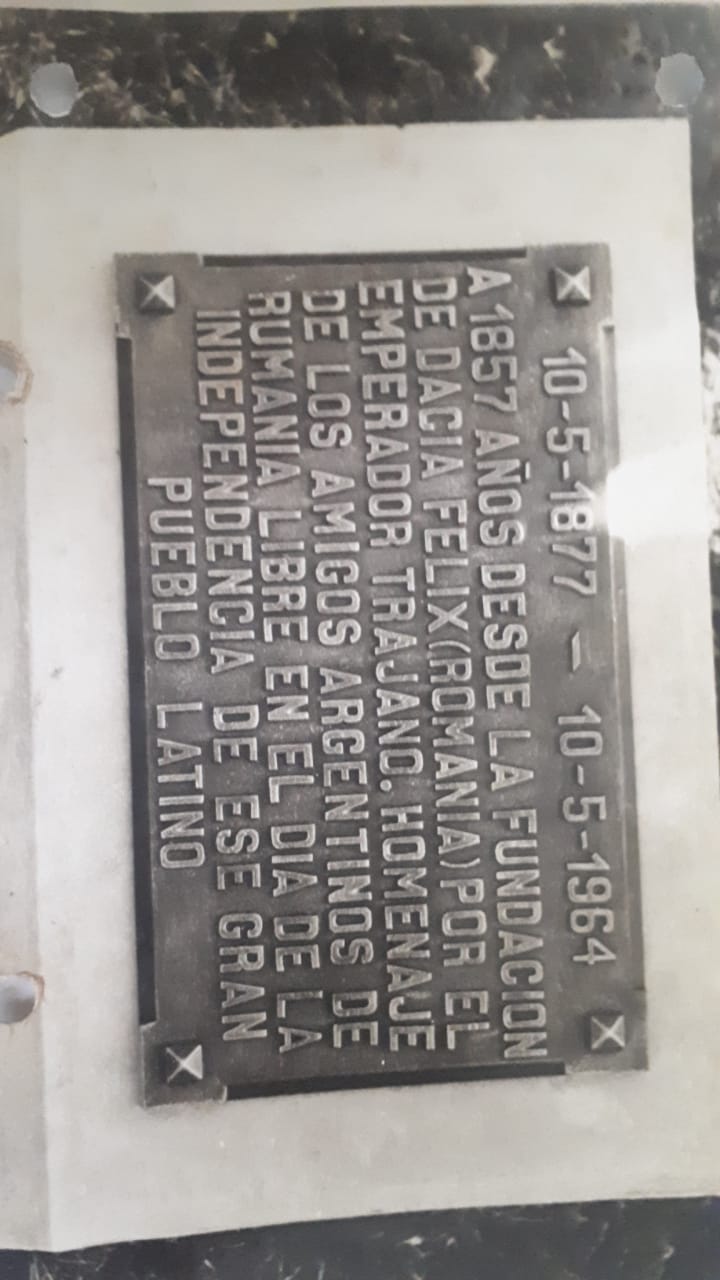 10-5-1877 - 10-5-1964
A 1857 AÑOS DESDE LA FUNDACION
DE DACIA FELIX(ROMANIA)POR EL
EMPERADOR TRAJANO. HOMENAJE
DE LOS AMIGOS ARGENTINOS DE
RUMANIA LIBRE EN EL DIA DE LA
INDEPENDENCIA DE ESE GRAN
PUEBLO LATINO